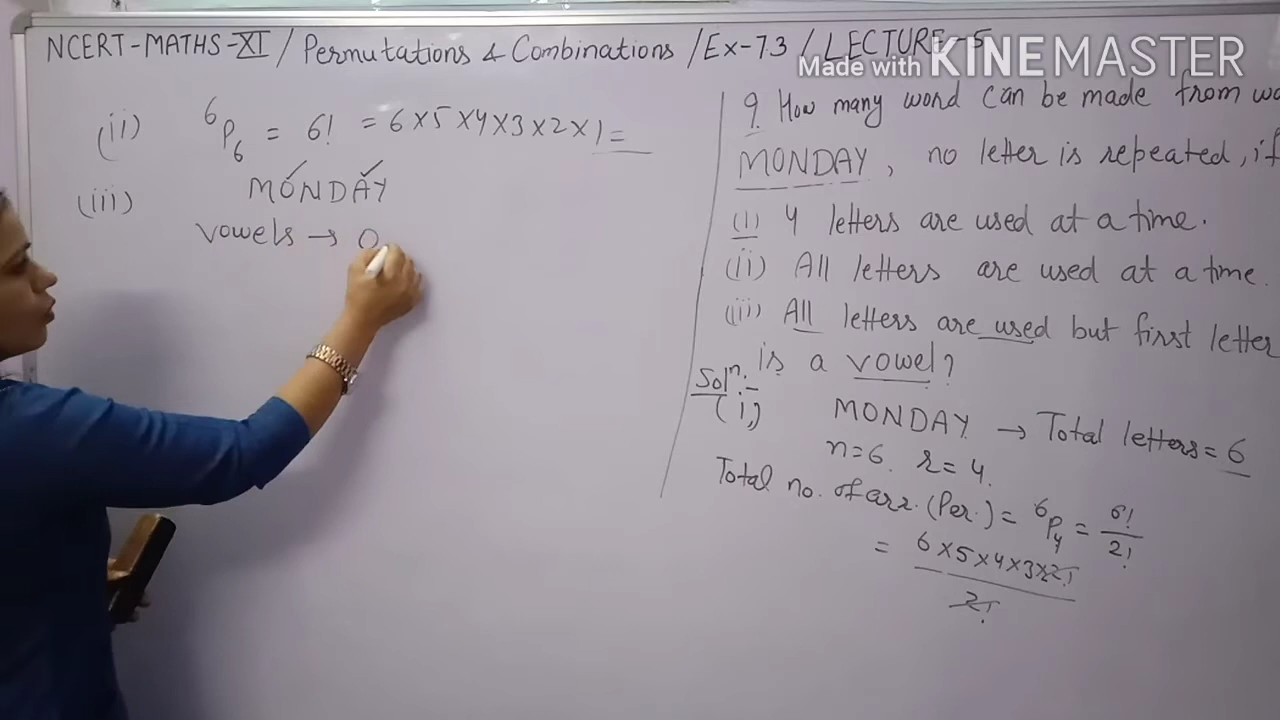 NCERT-MATHS-XI / Permutations & Combinations / Ex-7.3 / LECTURE-5
Made with KINEMASTER
(ii) ⁶P₆ = 6! = 6×5×4×3×2×1=
(iii) MONDAY
vowels → O
9. How many word can be made from
MONDAY, no letter is repeated, if
(i) 4 letters are used at a time.
(ii) All letters are used at a time.
(iii) All letters are used but first letter
is a vowel?
Solⁿ:-
(i) MONDAY → Total letters = 6
n=6. r=4.
Total no. of arr. (Per.) = ⁶P₄ = 6!/2!
= 6×5×4×3×2!/2!